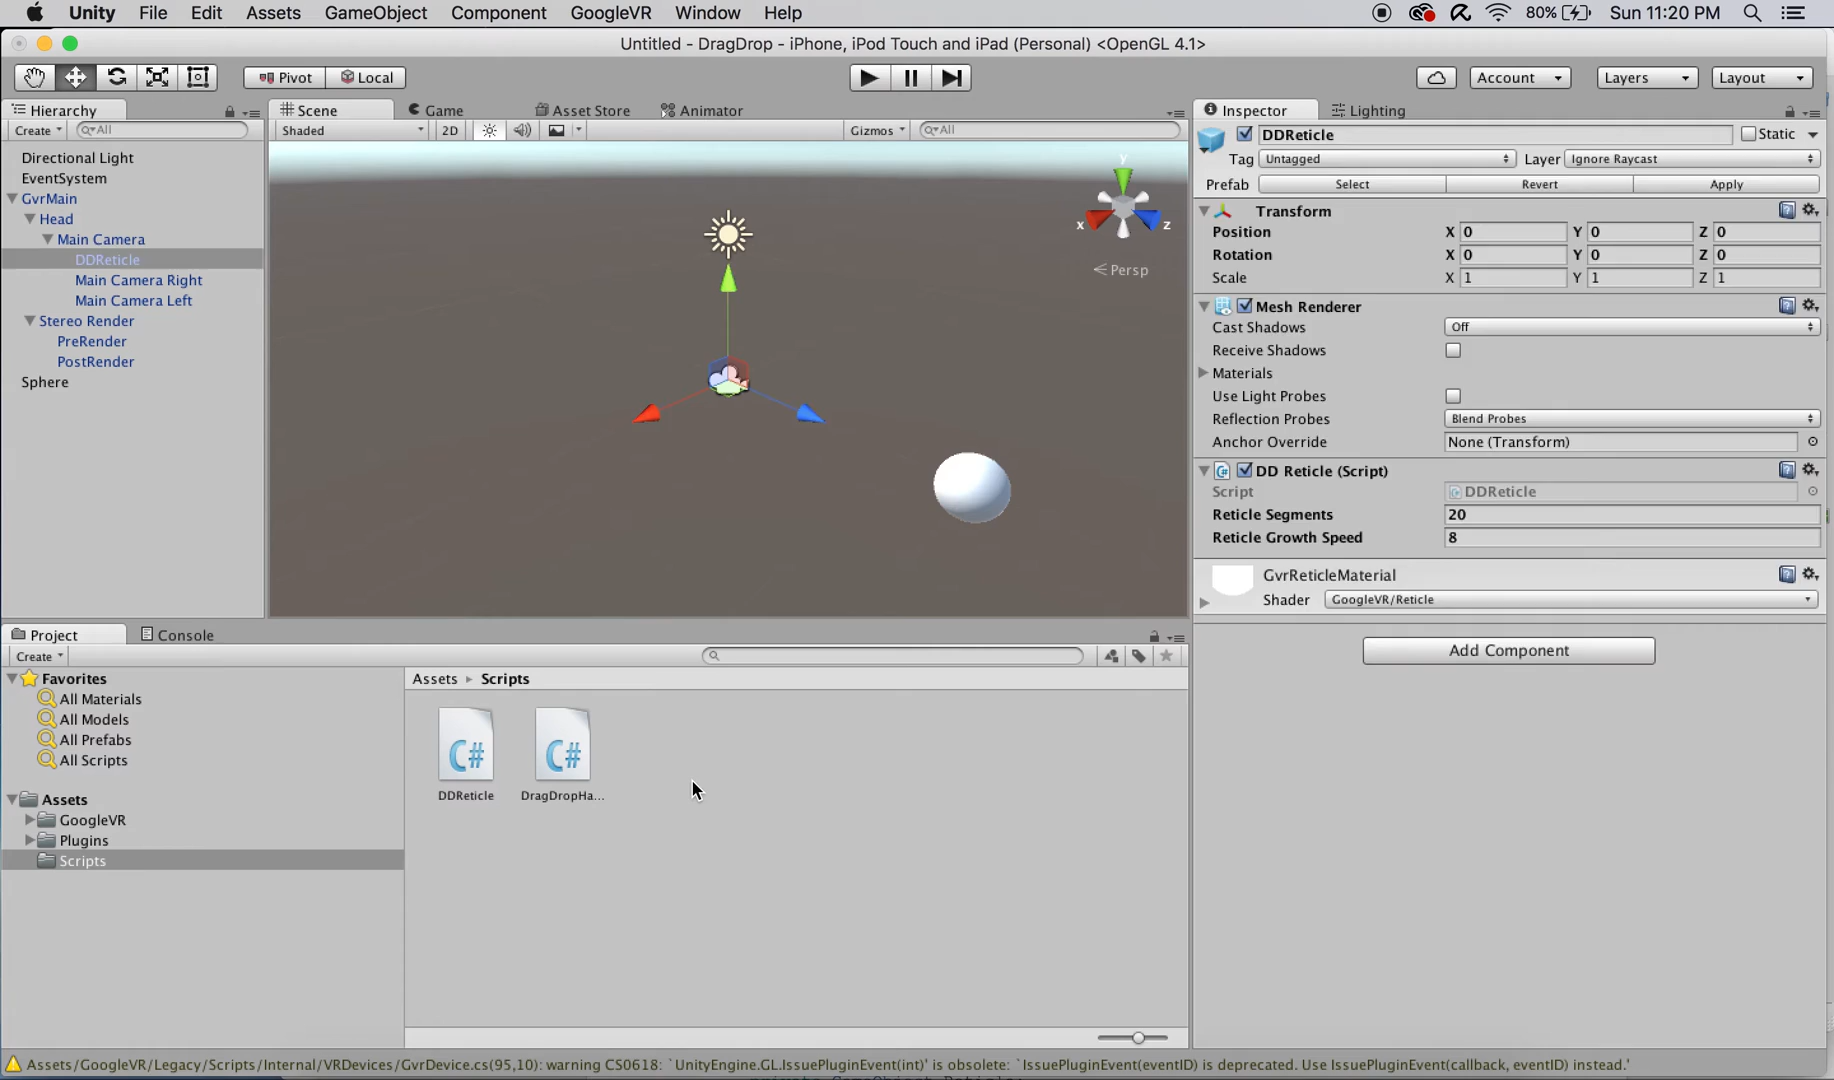 Unity File Edit Assets GameObject Component GoogleVR Window Help 80% Sun 11:20 PM
Untitled - DragDrop - iPhone, iPod Touch and iPad (Personal) <OpenGL 4.1>
Pivot Local Account Layers Layout
Hierarchy Scene Game Asset Store Animator Inspector Lighting
Create All Shaded 2D Gizmos All
DDReticle Static
Tag Untagged Layer Ignore Raycast
Prefab Select Revert Apply
Directional Light
EventSystem
GvrMain
Head
Main Camera
DDReticle
Main Camera Right
Main Camera Left
Stereo Render
PreRender
PostRender
Sphere
y
x
z
Persp
Transform
Position X 0 Y 0 Z 0
Rotation X 0 Y 0 Z 0
Scale X 1 Y 1 Z 1
Mesh Renderer
Cast Shadows Off
Receive Shadows
Materials
Use Light Probes
Reflection Probes Blend Probes
Anchor Override None (Transform)
C# DD Reticle (Script)
Script DDReticle
Reticle Segments 20
Reticle Growth Speed 8
GvrReticleMaterial
Shader GoogleVR/Reticle
Add Component
Project Console
Create
Favorites
All Materials
All Models
All Prefabs
All Scripts
Assets
GoogleVR
Plugins
Scripts
Assets Scripts
C# C#
DDReticle DragDropHa...
Assets/GoogleVR/Legacy/Scripts/Internal/VRDevices/GvrDevice.cs(95,10): warning CS0618: `UnityEngine.GL.IssuePluginEvent(int)' is obsolete: `IssuePluginEvent(eventID) is deprecated. Use IssuePluginEvent(callback, eventID) instead.'